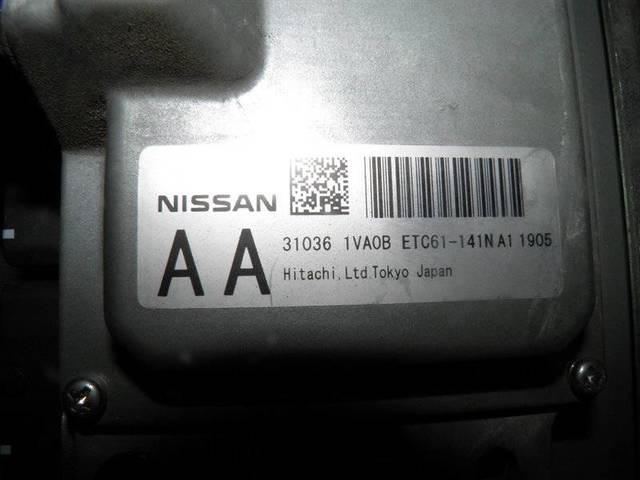 NISSAN
AA 31036 1VA0B ETC61-141N A1 1905
Hitachi,Ltd.Tokyo Japan